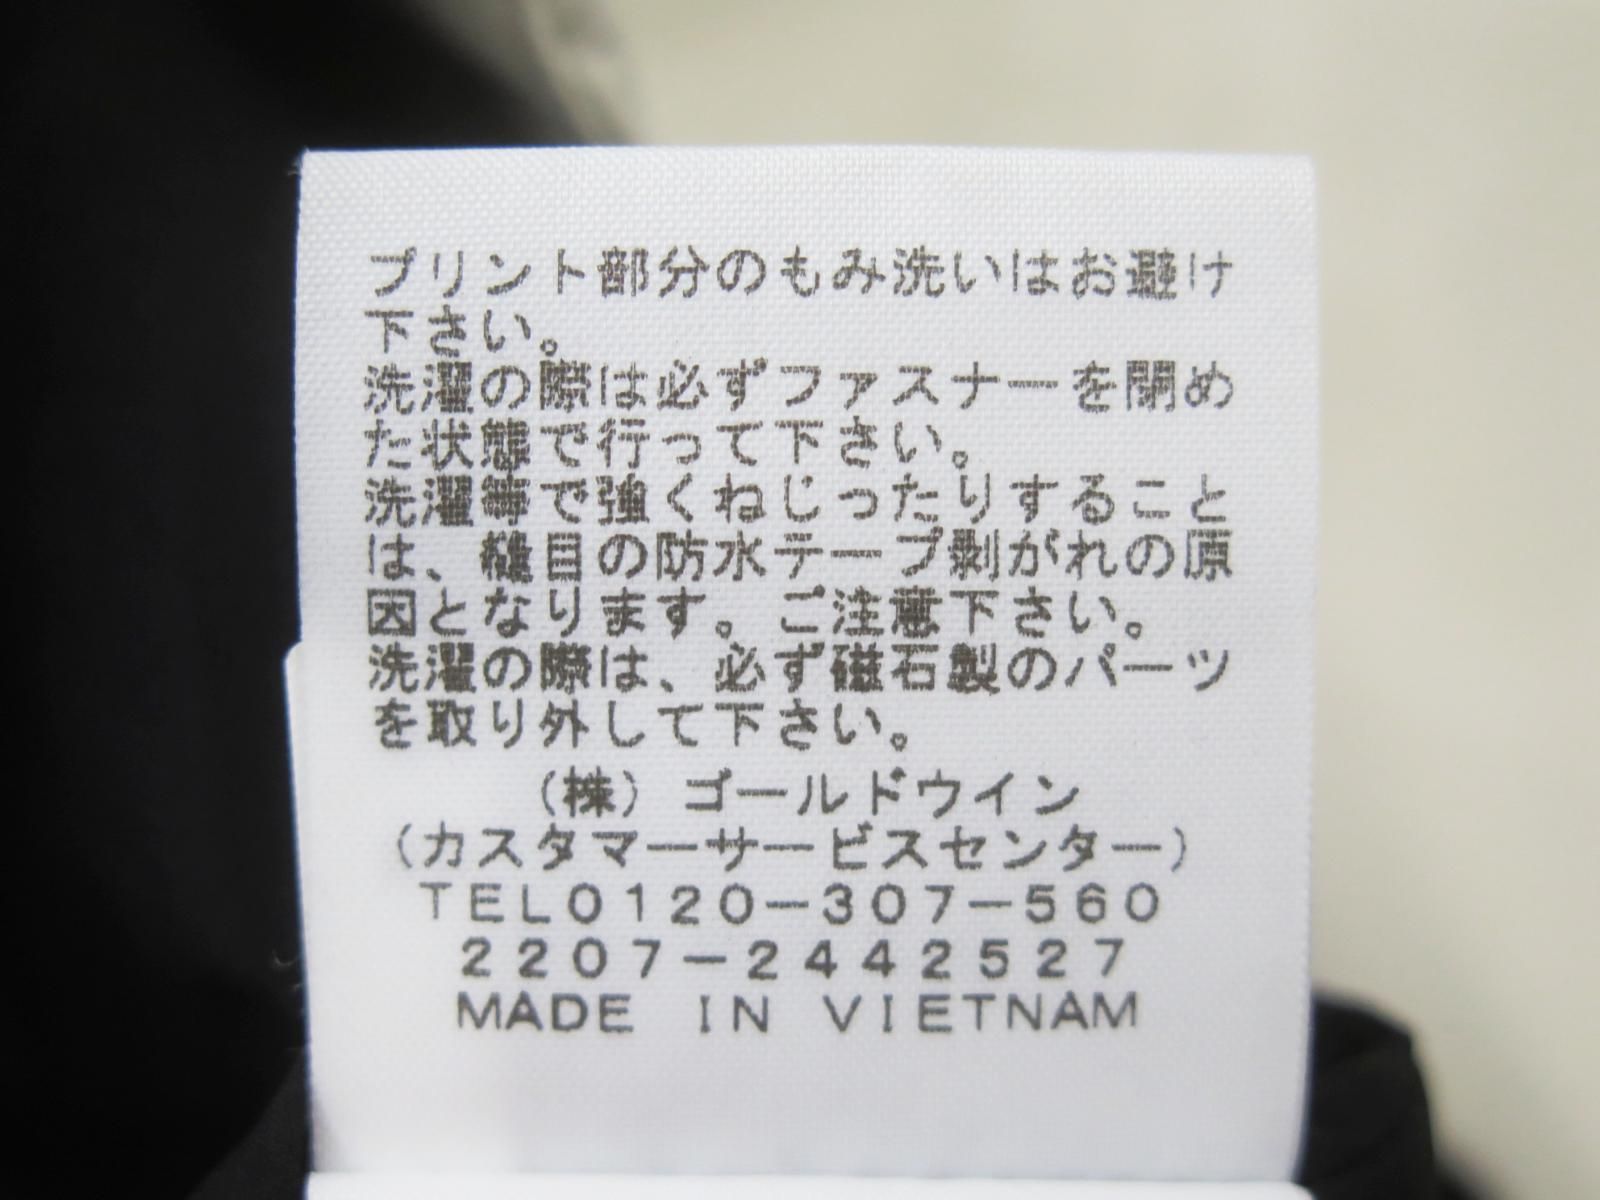 プリント部分のもみ洗いはお避け
下さい。
洗濯の際は必ずファスナーを閉め
た状態で行って下さい。
洗濯等で強くねじったりすること
は、縫目の防水テープ剥がれの原
因となります。ご注意下さい。
洗濯の際は、必ず磁石製のパーツ
を取り外して下さい。
(株)ゴールドウイン
(カスタマーサービスセンター)
TEL0120-307-560
2207-2442527
MADE IN VIETNAM